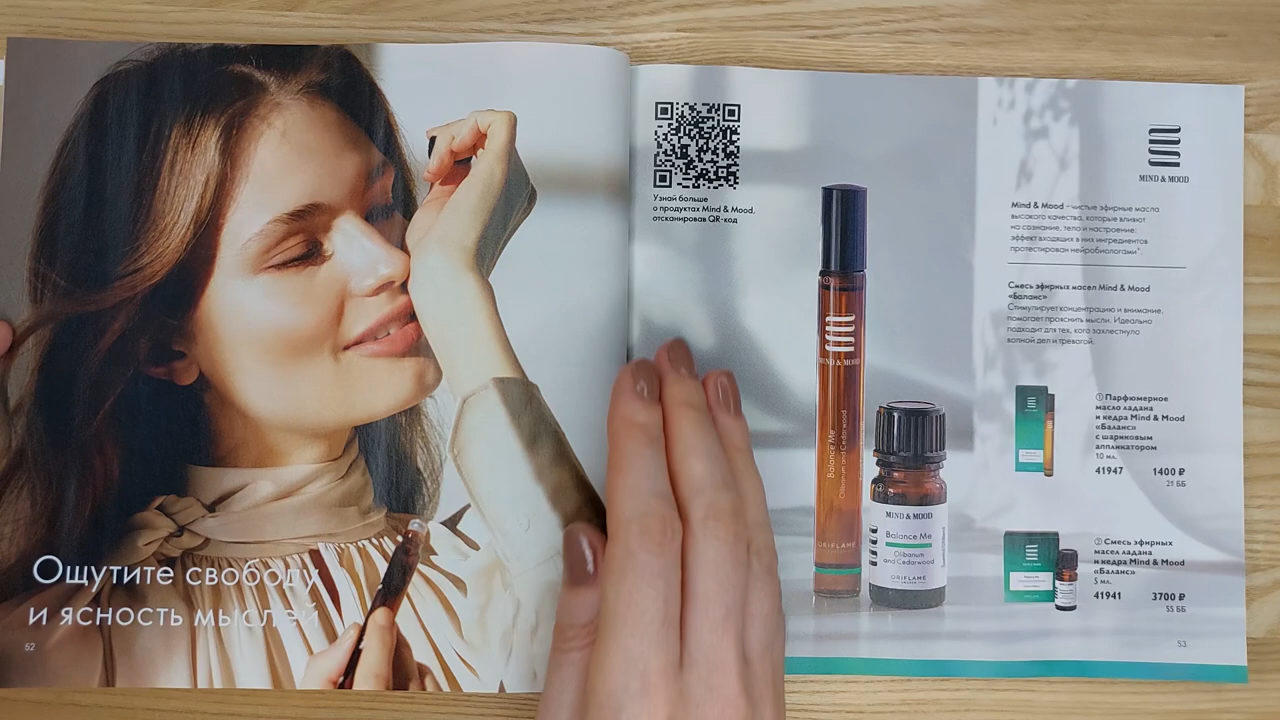 Ощутите свободу
и ясность мыслей
52
Узнай больше
о продуктах Mind & Mood,
отсканировав QR-код
MIND & MOOD
Balance Me
Olibanum and Cedarwood
ORIFLAME
SWEDEN
MIND & MOOD
Balance Me
Olibanum
and Cedarwood
ORIFLAME
SWEDEN
MIND & MOOD
Mind & Mood – чистые эфирные масла
высокого качества, которые влияют
на сознание, тело и настроение:
эффект входящих в них ингредиентов
протестирован нейробиологами*.
Смесь эфирных масел Mind & Mood
«Баланс»
Стимулирует концентрацию и внимание,
помогает прояснить мысли. Идеально
подходит для тех, кого захлестнуло
волной дел и тревогой.
① Парфюмерное
масло ладана
и кедра Mind & Mood
«Баланс»
с шариковым
аппликатором
10 мл.
41947 1400 ₽
21 ББ
② Смесь эфирных
масел ладана
и кедра Mind & Mood
«Баланс»
5 мл.
41941 3700 ₽
55 ББ
53